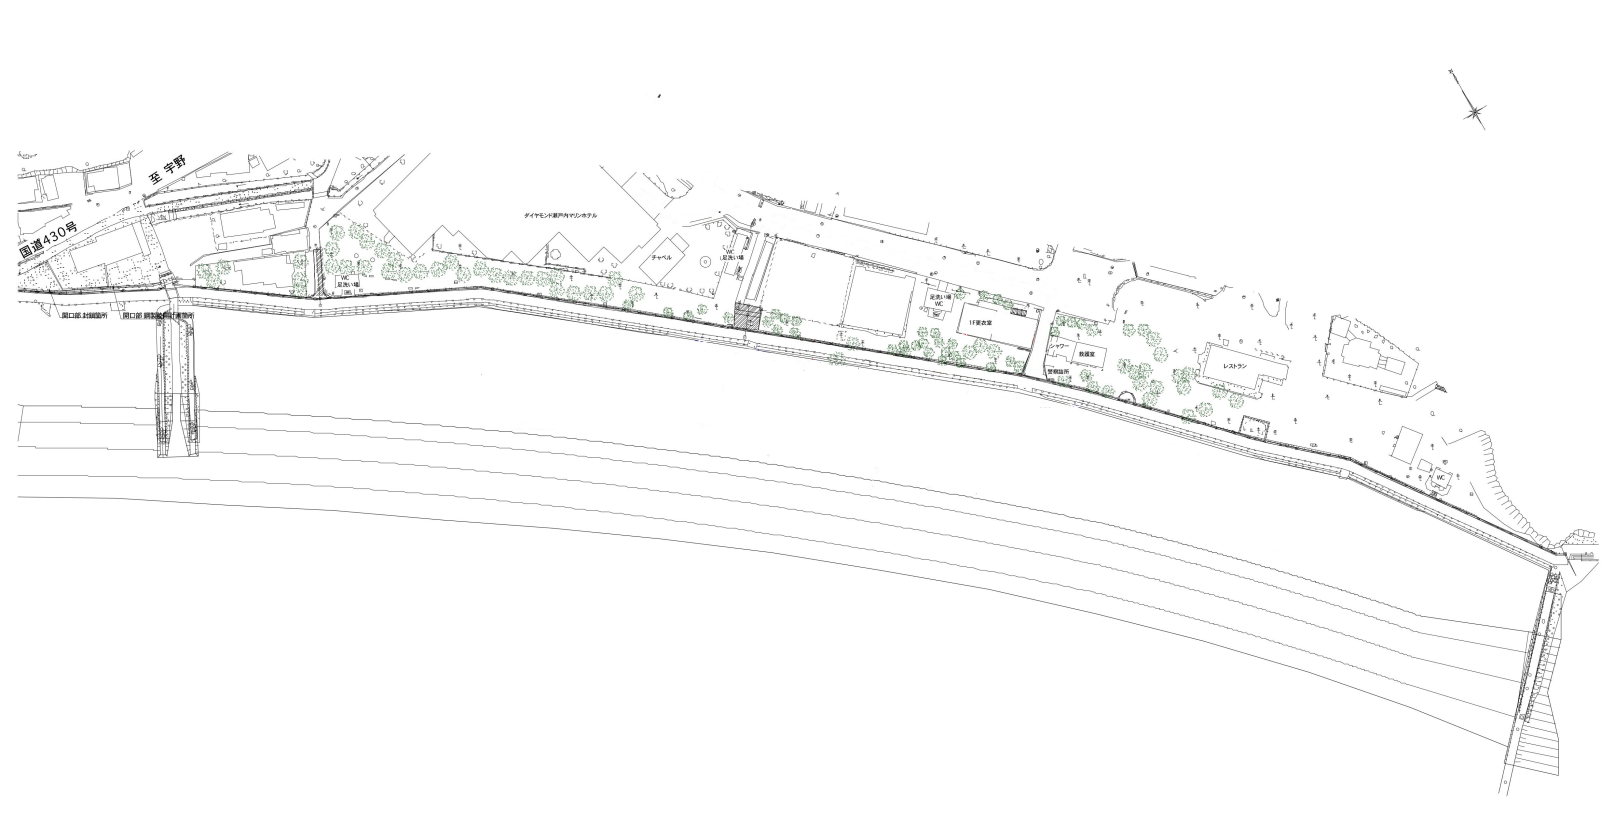 至 宇野
国道430号
ダイヤモンド瀬戸内マリンホテル
チャペル
足洗い場
WC
足洗い場
足洗い場
WC
1F更衣室
シャワー
救護室
警察詰所
レストラン
WC
開口部 封鎖箇所